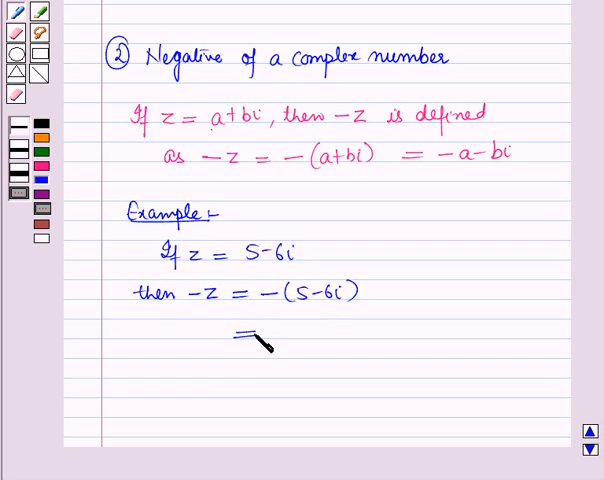 ② Negative of a complex number
If z = a+bi, then -z is defined
as -z = -(a+bi) = -a-bi
Example:-
If z = 5-6i
then -z = -(5-6i)
=